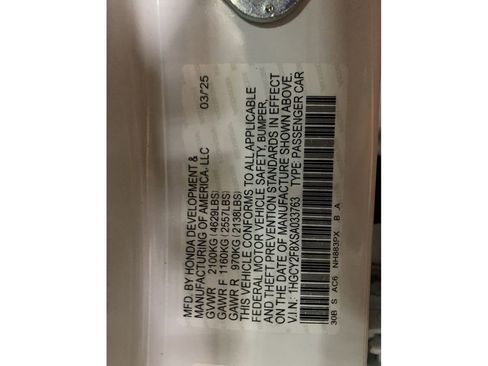 MFD. BY HONDA DEVELOPMENT &
MANUFACTURING OF AMERICA, LLC 03/25
GVWR 2100KG(4629LBS)
GAWR F 1160KG(2557LBS)
GAWR R 970KG(2138LBS)
THIS VEHICLE CONFORMS TO ALL APPLICABLE
FEDERAL MOTOR VEHICLE SAFETY, BUMPER,
AND THEFT PREVENTION STANDARDS IN EFFECT
ON THE DATE OF MANUFACTURE SHOWN ABOVE.
V.I.N: 1HGCY2F8XSA033763 TYPE: PASSENGER CAR
30B S AC6 NH883PX B A